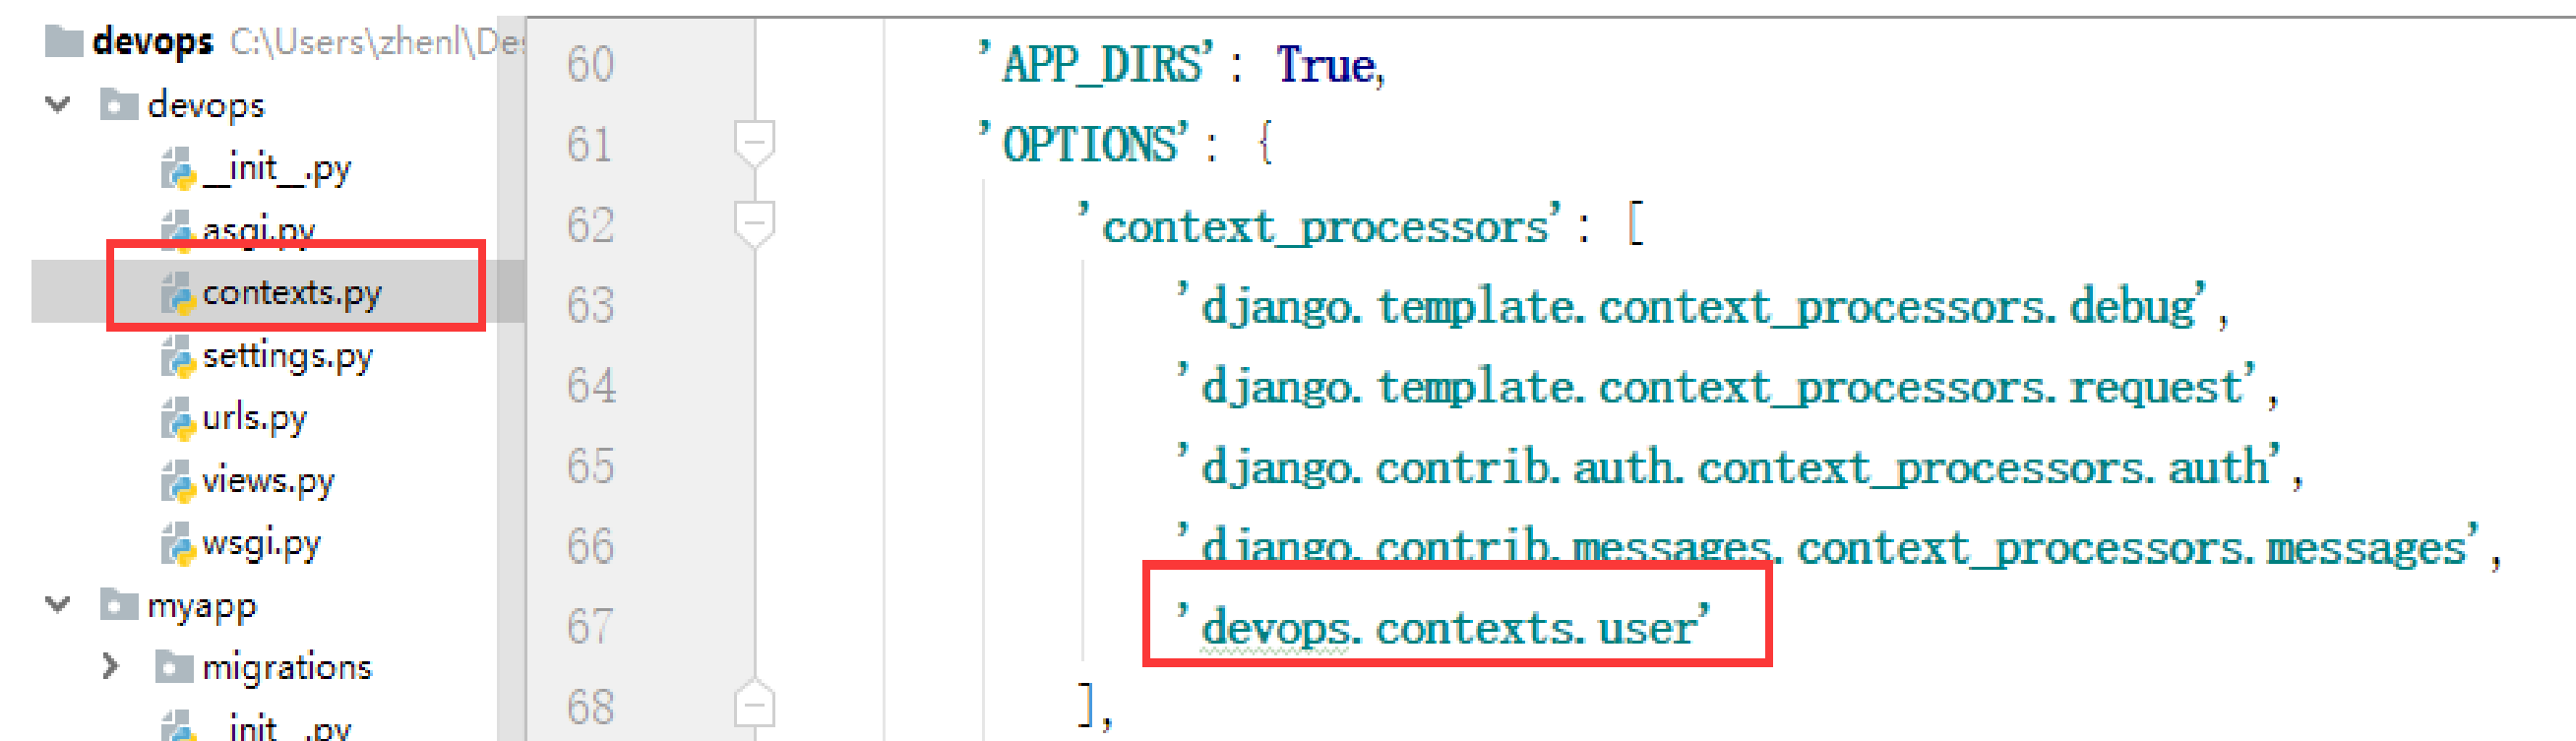 devops C:\Users\zhenl\Des
devops
__init__.py
asgi.py
contexts.py
settings.py
urls.py
views.py
wsgi.py
myapp
migrations
__init__.py
60 'APP_DIRS': True,
61 'OPTIONS': {
62 'context_processors': [
63 'django.template.context_processors.debug',
64 'django.template.context_processors.request',
65 'django.contrib.auth.context_processors.auth',
66 'django.contrib.messages.context_processors.messages',
67 'devops.contexts.user'
68 ],